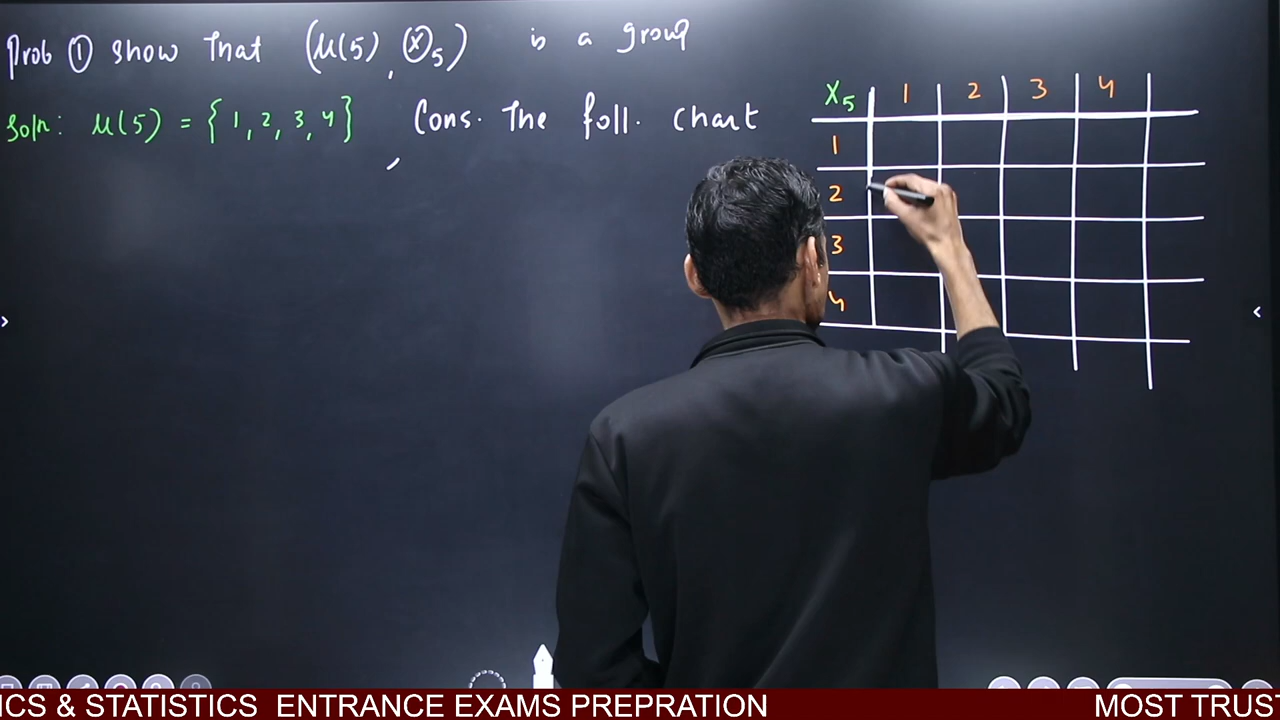 Prob ① show that (U(5), ⊗₅) is a group
Soln: U(5) = {1, 2, 3, 4}, Cons. The foll. chart
X₅ 1 2 3 4
1
2
3
4
ICS & STATISTICS ENTRANCE EXAMS PREPRATION MOST TRUST